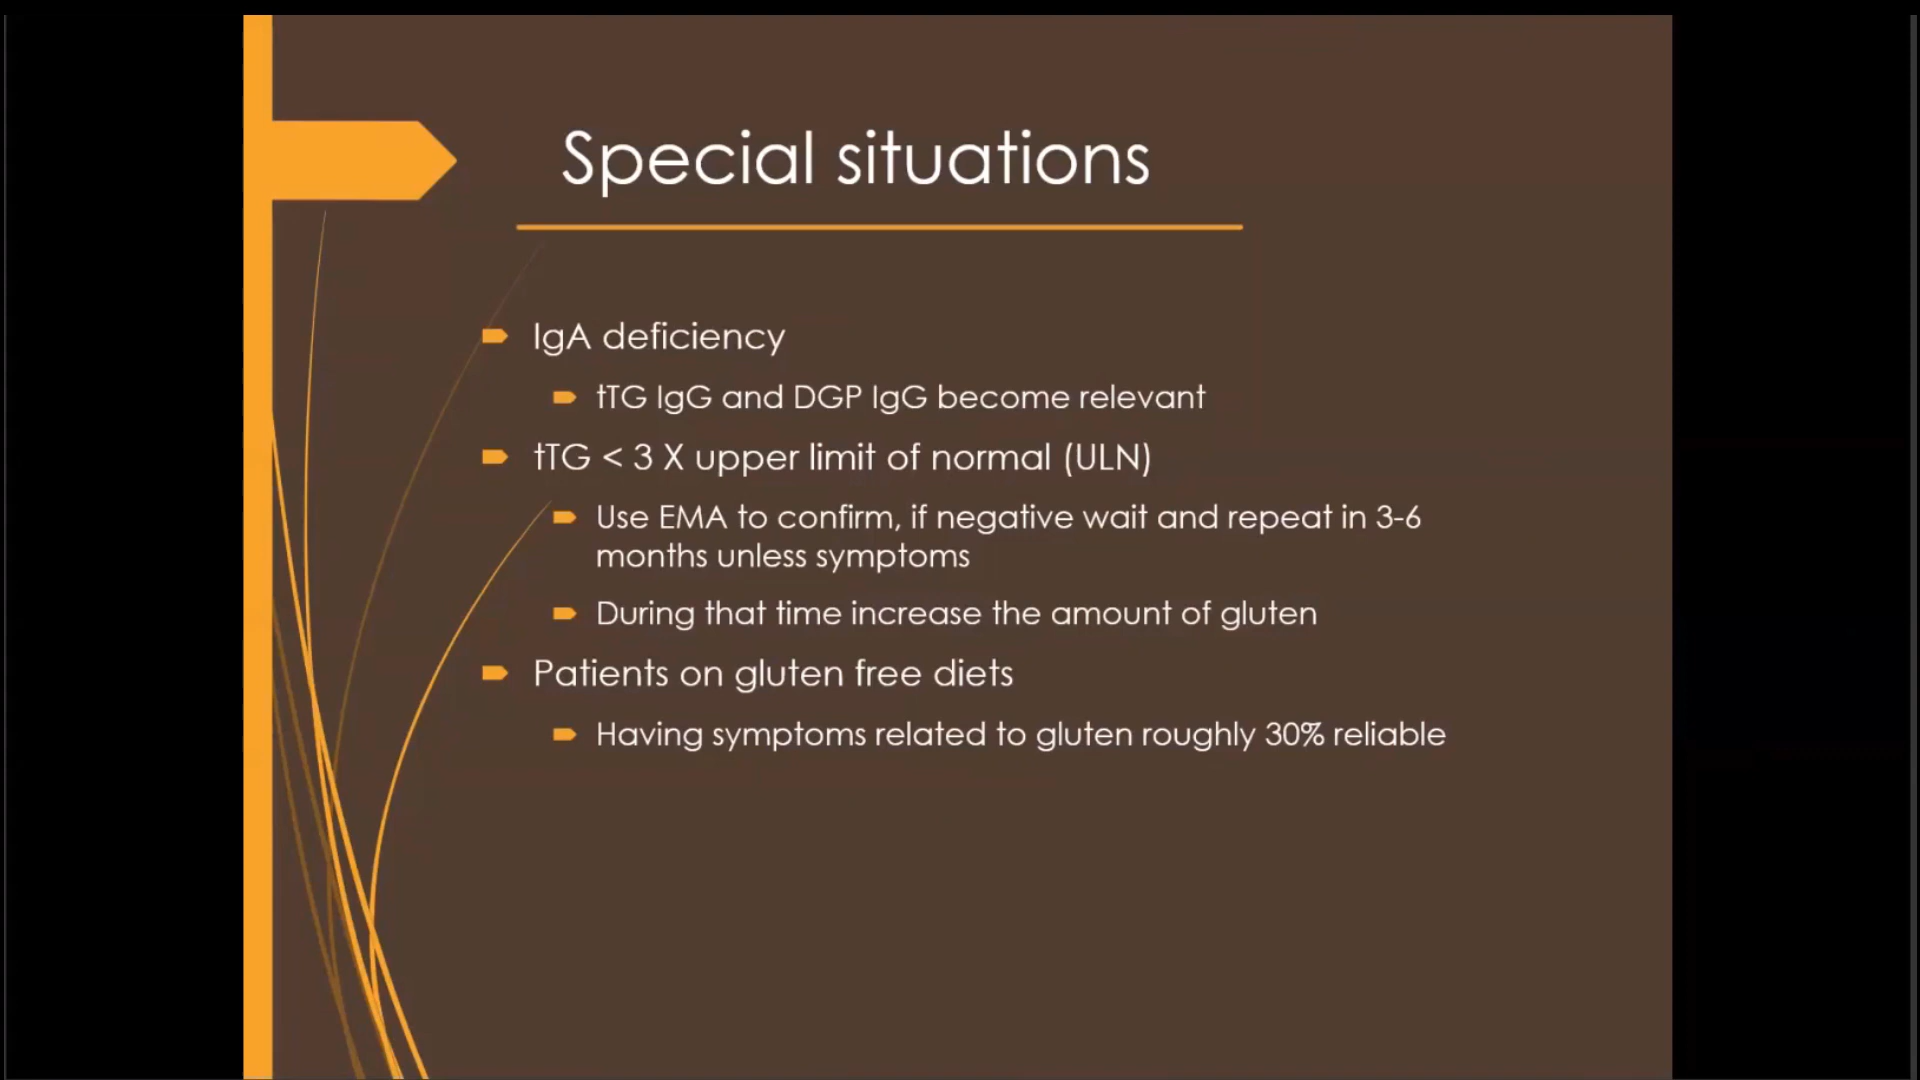 Special situations
IgA deficiency
tTG IgG and DGP IgG become relevant
tTG < 3 X upper limit of normal (ULN)
Use EMA to confirm, if negative wait and repeat in 3-6
months unless symptoms
During that time increase the amount of gluten
Patients on gluten free diets
Having symptoms related to gluten roughly 30% reliable